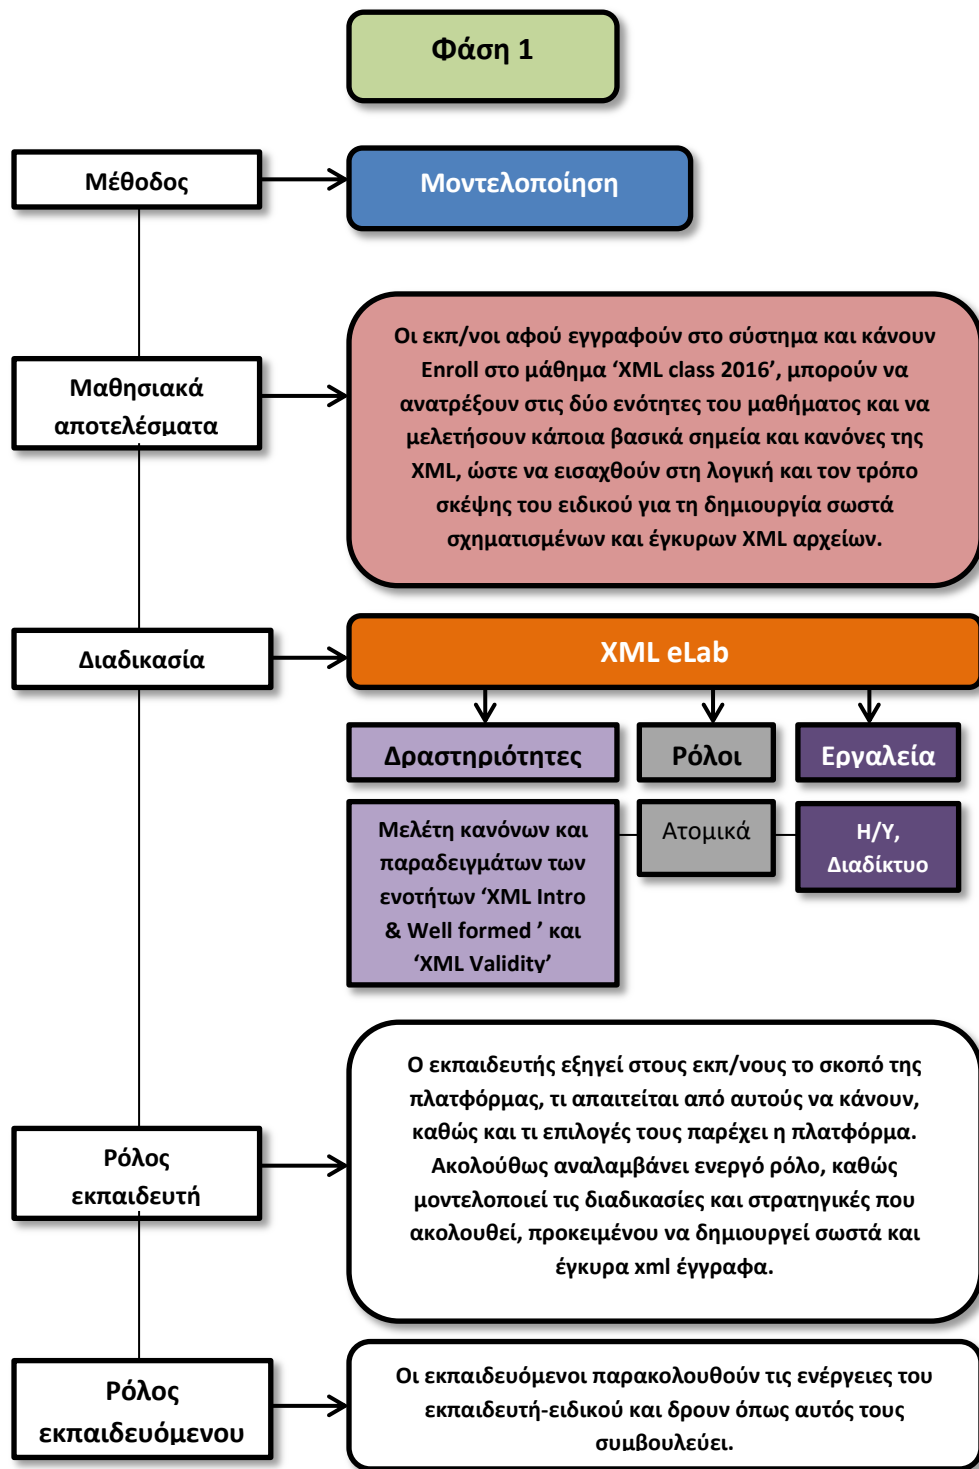 Φάση 1
Μέθοδος
Μοντελοποίηση
Μαθησιακά
αποτελέσματα
Οι εκπ/νοι αφού εγγραφούν στο σύστημα και κάνουν
Enroll στο μάθημα ‘XML class 2016’, μπορούν να
ανατρέξουν στις δύο ενότητες του μαθήματος και να
μελετήσουν κάποια βασικά σημεία και κανόνες της
XML, ώστε να εισαχθούν στη λογική και τον τρόπο
σκέψης του ειδικού για τη δημιουργία σωστά
σχηματισμένων και έγκυρων XML αρχείων.
Διαδικασία
XML eLab
Δραστηριότητες
Ρόλοι
Εργαλεία
Μελέτη κανόνων και
παραδειγμάτων των
ενοτήτων ‘XML Intro
& Well formed ’ και
‘XML Validity’
Ατομικά
Η/Υ,
Διαδίκτυο
Ρόλος
εκπαιδευτή
Ο εκπαιδευτής εξηγεί στους εκπ/νους το σκοπό της
πλατφόρμας, τι απαιτείται από αυτούς να κάνουν,
καθώς και τι επιλογές τους παρέχει η πλατφόρμα.
Ακολούθως αναλαμβάνει ενεργό ρόλο, καθώς
μοντελοποιεί τις διαδικασίες και στρατηγικές που
ακολουθεί, προκειμένου να δημιουργεί σωστά και
έγκυρα xml έγγραφα.
Ρόλος
εκπαιδευόμενου
Οι εκπαιδευόμενοι παρακολουθούν τις ενέργειες του
εκπαιδευτή-ειδικού και δρουν όπως αυτός τους
συμβουλεύει.